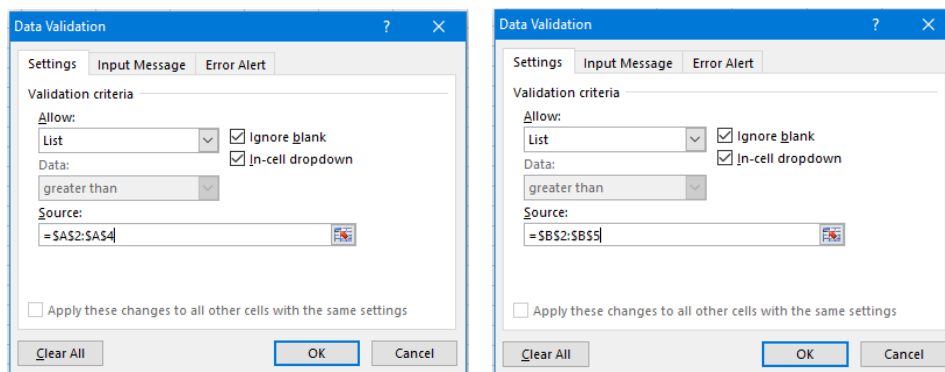 Data Validation ? ×
Settings Input Message Error Alert
Validation criteria
Allow:
List
Ignore blank
In-cell dropdown
Data:
greater than
Source:
=$A$2:$A$4
Apply these changes to all other cells with the same settings
Clear All OK Cancel
Data Validation ? ×
Settings Input Message Error Alert
Validation criteria
Allow:
List
Ignore blank
In-cell dropdown
Data:
greater than
Source:
=$B$2:$B$5
Apply these changes to all other cells with the same settings
Clear All OK Cancel